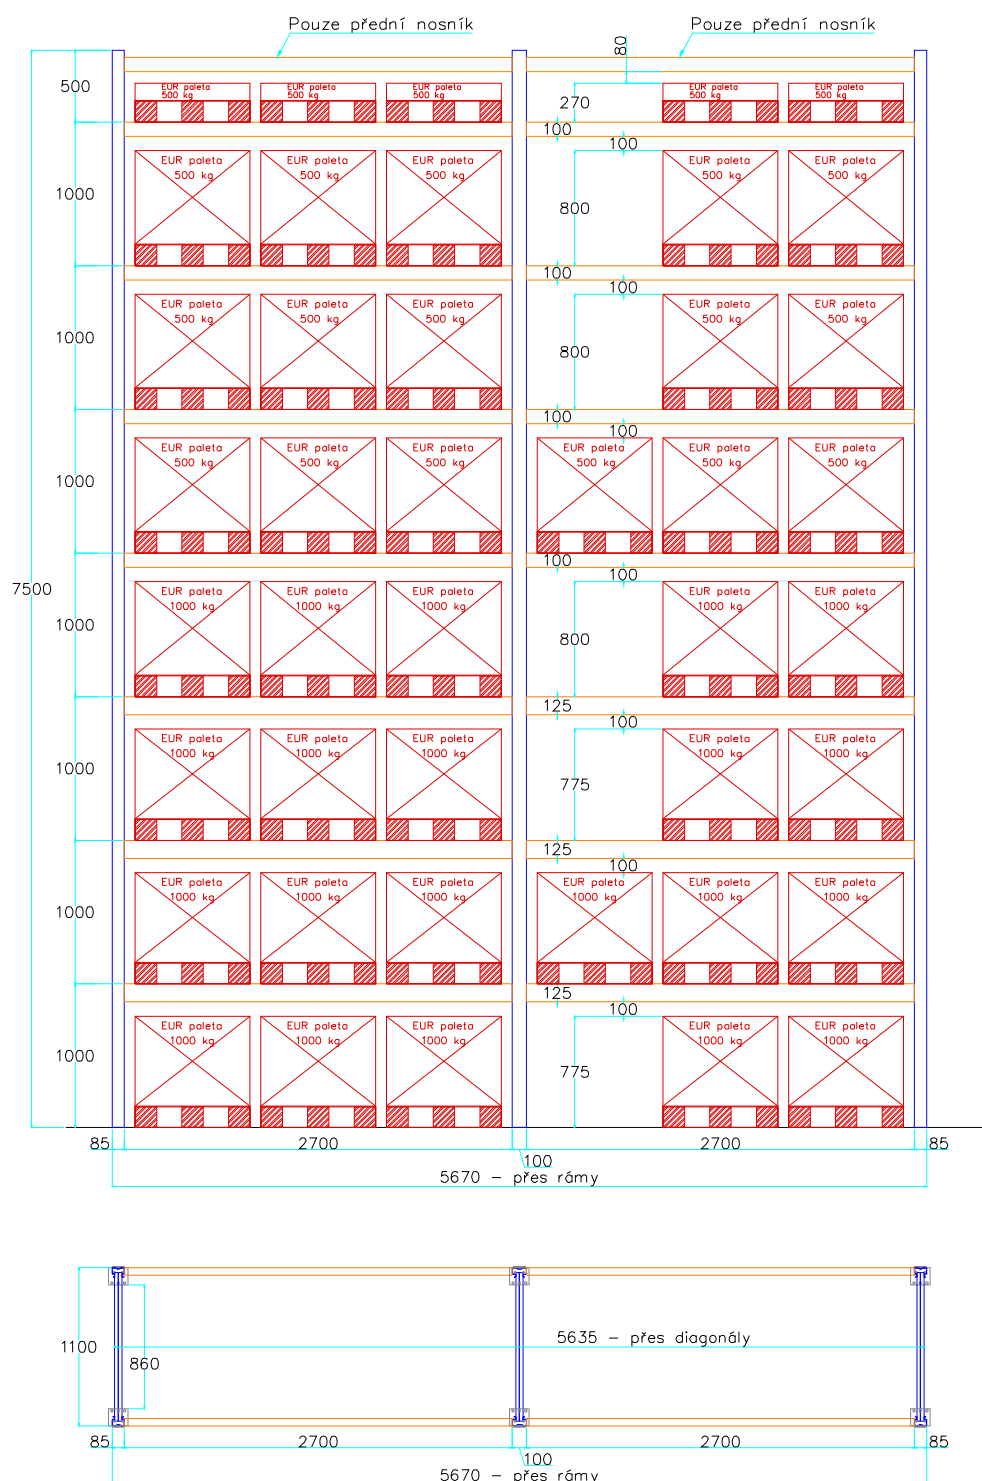 Pouze přední nosník
Pouze přední nosník
80
500
EUR paleta
500 kg
EUR paleta
500 kg
EUR paleta
500 kg
270
EUR paleta
500 kg
EUR paleta
500 kg
100
100
1000
EUR paleta
500 kg
EUR paleta
500 kg
EUR paleta
500 kg
800
EUR paleta
500 kg
EUR paleta
500 kg
100
100
1000
EUR paleta
500 kg
EUR paleta
500 kg
EUR paleta
500 kg
800
EUR paleta
500 kg
EUR paleta
500 kg
100
100
1000
EUR paleta
500 kg
EUR paleta
500 kg
EUR paleta
500 kg
EUR paleta
500 kg
EUR paleta
500 kg
EUR paleta
500 kg
100
100
7500
1000
EUR paleta
1000 kg
EUR paleta
1000 kg
EUR paleta
1000 kg
800
EUR paleta
1000 kg
EUR paleta
1000 kg
125
100
1000
EUR paleta
1000 kg
EUR paleta
1000 kg
EUR paleta
1000 kg
775
EUR paleta
1000 kg
EUR paleta
1000 kg
125
100
1000
EUR paleta
1000 kg
EUR paleta
1000 kg
EUR paleta
1000 kg
EUR paleta
1000 kg
EUR paleta
1000 kg
EUR paleta
1000 kg
125
100
1000
EUR paleta
1000 kg
EUR paleta
1000 kg
EUR paleta
1000 kg
775
EUR paleta
1000 kg
EUR paleta
1000 kg
85
2700
100
2700
85
5670 – přes rámy
1100
860
5635 – přes diagonály
85
2700
100
2700
85
5670 – přes rámy